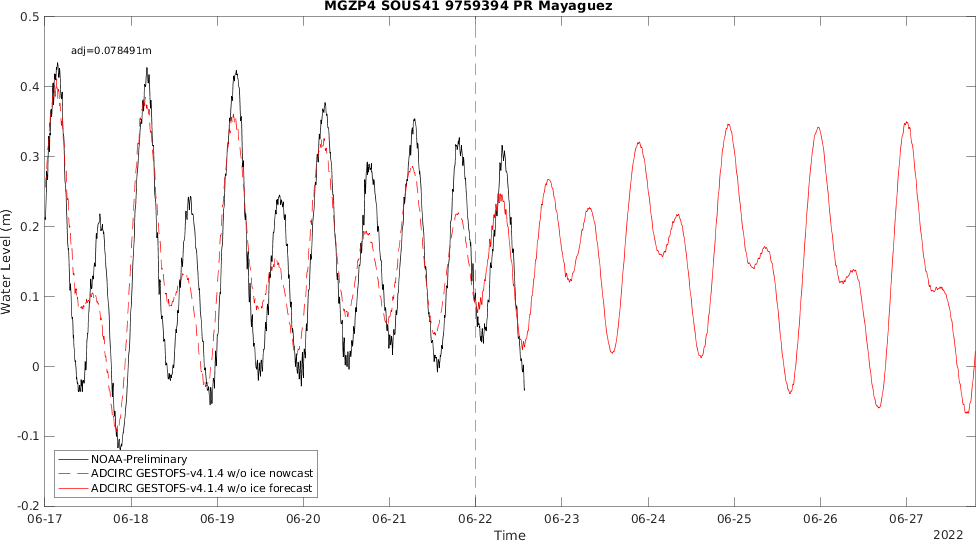 MGZP4 SOUS41 9759394 PR Mayaguez
adj=0.078491m
0.5
0.4
0.3
0.2
0.1
0
-0.1
-0.2
Water Level (m)
NOAA-Preliminary
ADCIRC GESTOFS-v4.1.4 w/o ice nowcast
ADCIRC GESTOFS-v4.1.4 w/o ice forecast
06-17 06-18 06-19 06-20 06-21 06-22 06-23 06-24 06-25 06-26 06-27
Time
2022